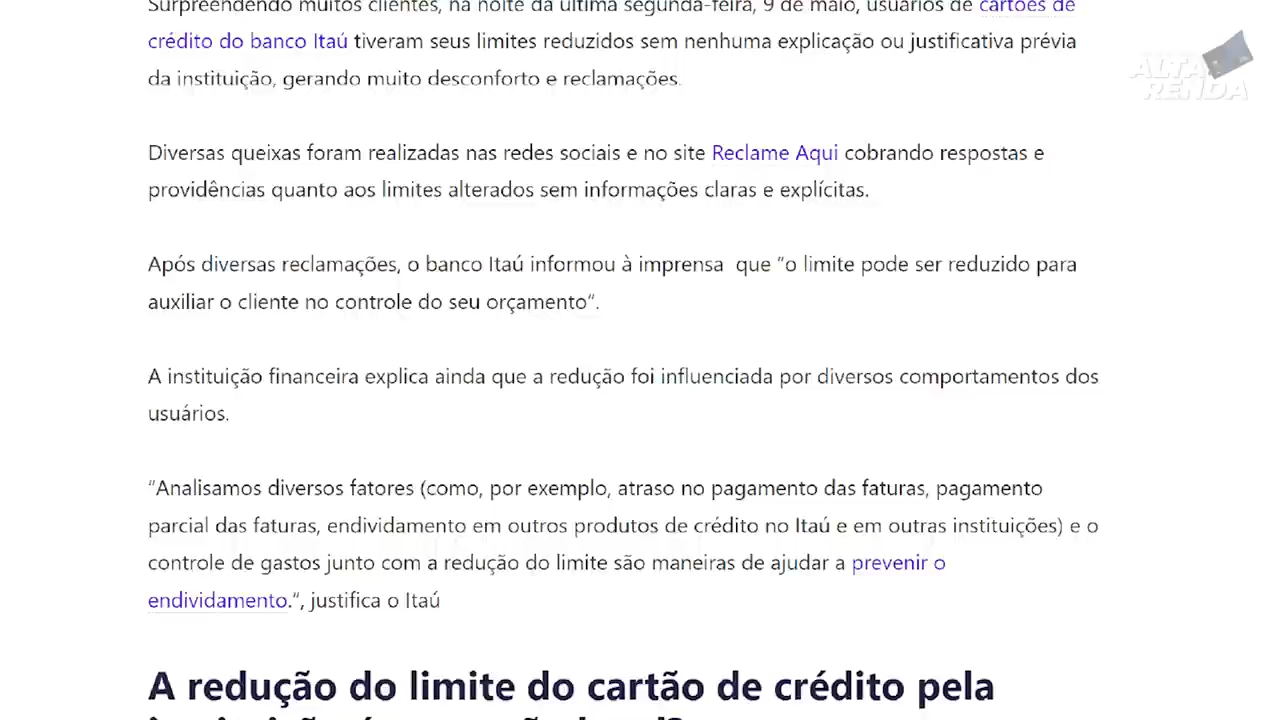 Surpreendendo muitos clientes, na noite da última segunda-feira, 9 de maio, usuários de cartões de
crédito do banco Itaú tiveram seus limites reduzidos sem nenhuma explicação ou justificativa prévia
da instituição, gerando muito desconforto e reclamações.
ALTA
RENDA
Diversas queixas foram realizadas nas redes sociais e no site Reclame Aqui cobrando respostas e
providências quanto aos limites alterados sem informações claras e explícitas.
Após diversas reclamações, o banco Itaú informou à imprensa  que “o limite pode ser reduzido para
auxiliar o cliente no controle do seu orçamento“.
A instituição financeira explica ainda que a redução foi influenciada por diversos comportamentos dos
usuários.
“Analisamos diversos fatores (como, por exemplo, atraso no pagamento das faturas, pagamento
parcial das faturas, endividamento em outros produtos de crédito no Itaú e em outras instituições) e o
controle de gastos junto com a redução do limite são maneiras de ajudar a prevenir o
endividamento.“, justifica o Itaú
A redução do limite do cartão de crédito pela